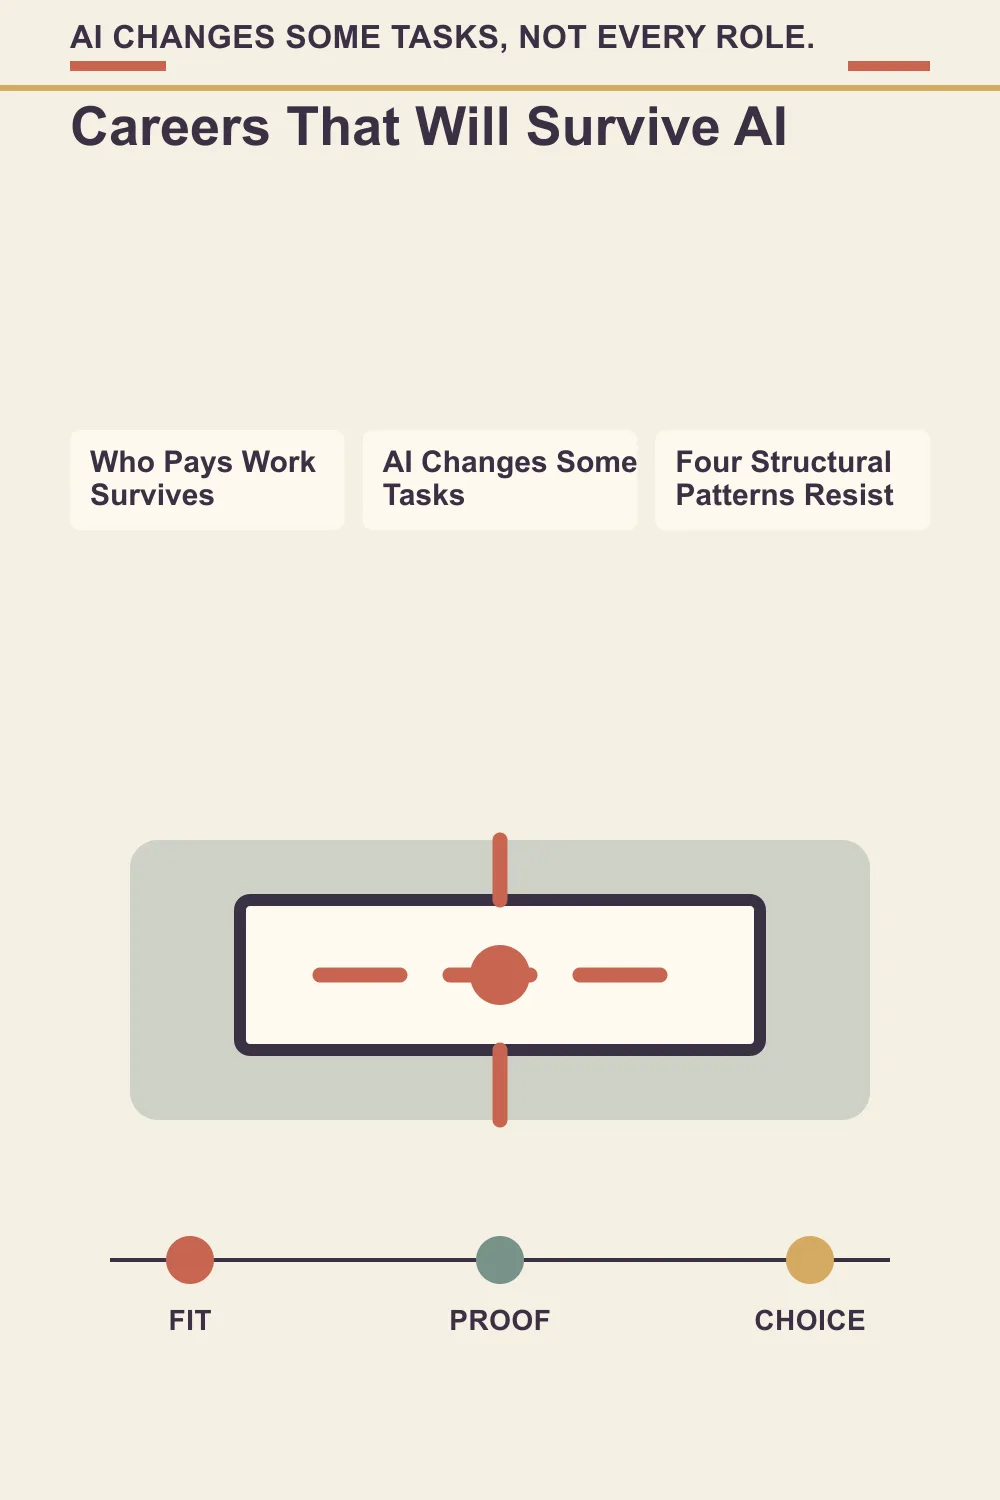 AI CHANGES SOME TASKS, NOT EVERY ROLE.
Careers That Will Survive AI
Who Pays Work
Survives
AI Changes Some
Tasks
Four Structural
Patterns Resist
FIT
PROOF
CHOICE